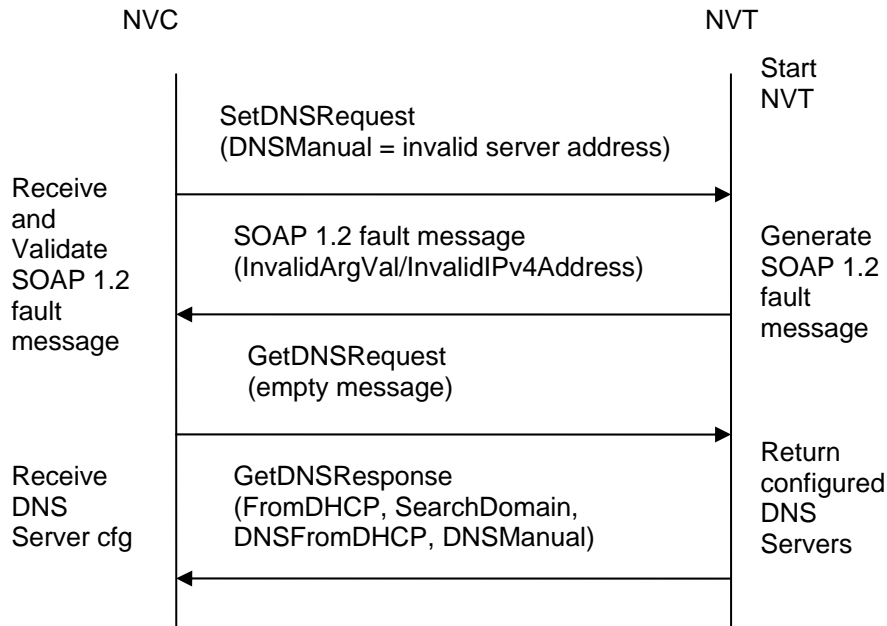 NVC
NVT
Start
NVT
SetDNSRequest
(DNSManual = invalid server address)
Receive
and
Validate
SOAP 1.2
fault
message
SOAP 1.2 fault message
(InvalidArgVal/InvalidIPv4Address)
Generate
SOAP 1.2
fault
message
GetDNSRequest
(empty message)
Receive
DNS
Server cfg
GetDNSResponse
(FromDHCP, SearchDomain,
DNSFromDHCP, DNSManual)
Return
configured
DNS
Servers